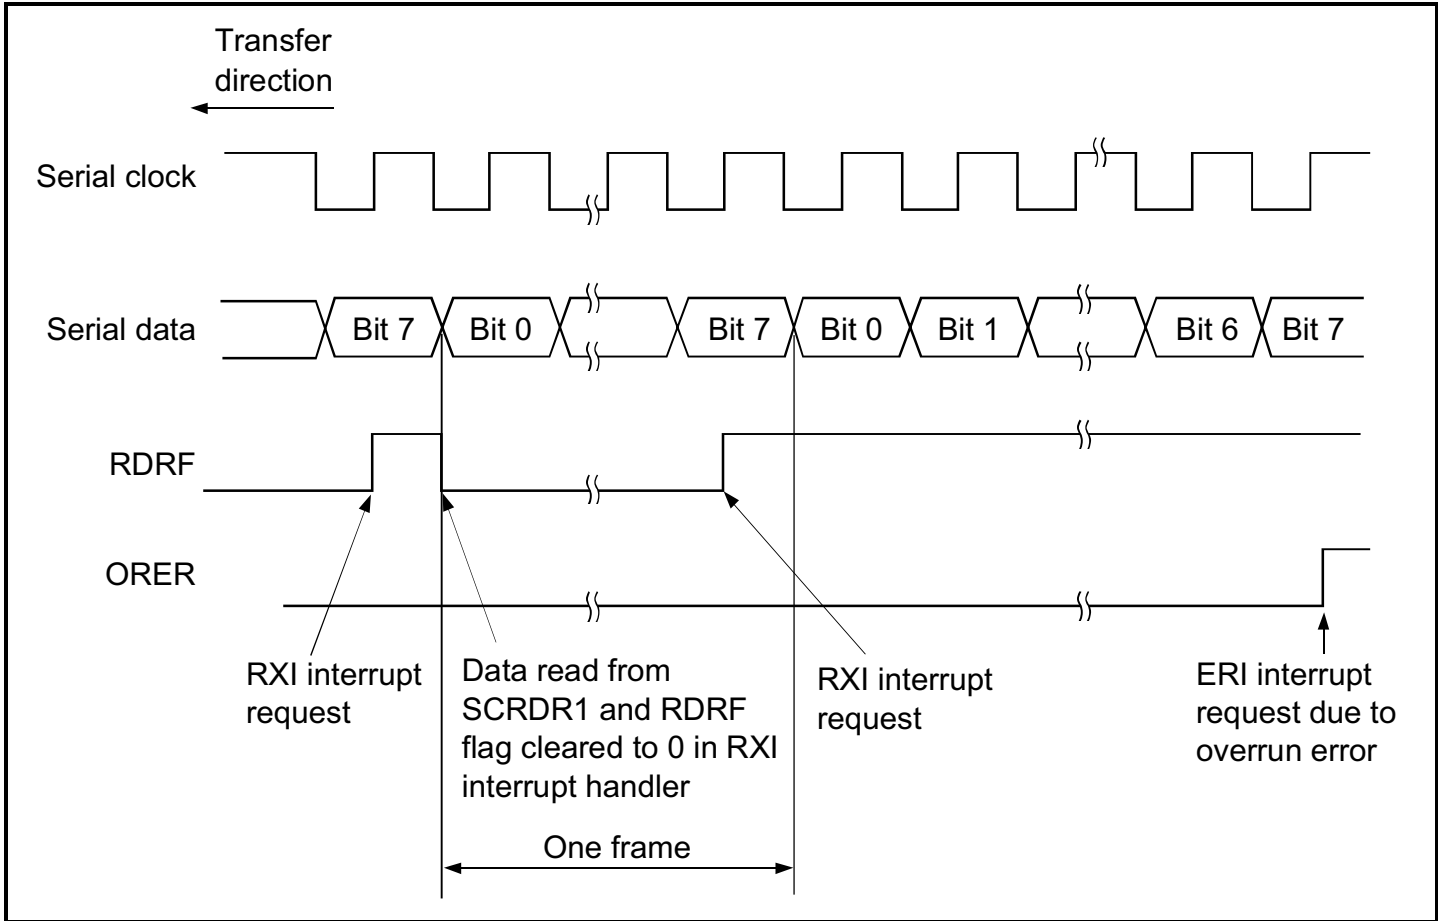 Transfer
direction
Serial clock
Serial data
Bit 7
Bit 0
Bit 7
Bit 0
Bit 1
Bit 6
Bit 7
RDRF
ORER
RXI interrupt
request
Data read from
SCRDR1 and RDRF
flag cleared to 0 in RXI
interrupt handler
RXI interrupt
request
ERI interrupt
request due to
overrun error
One frame